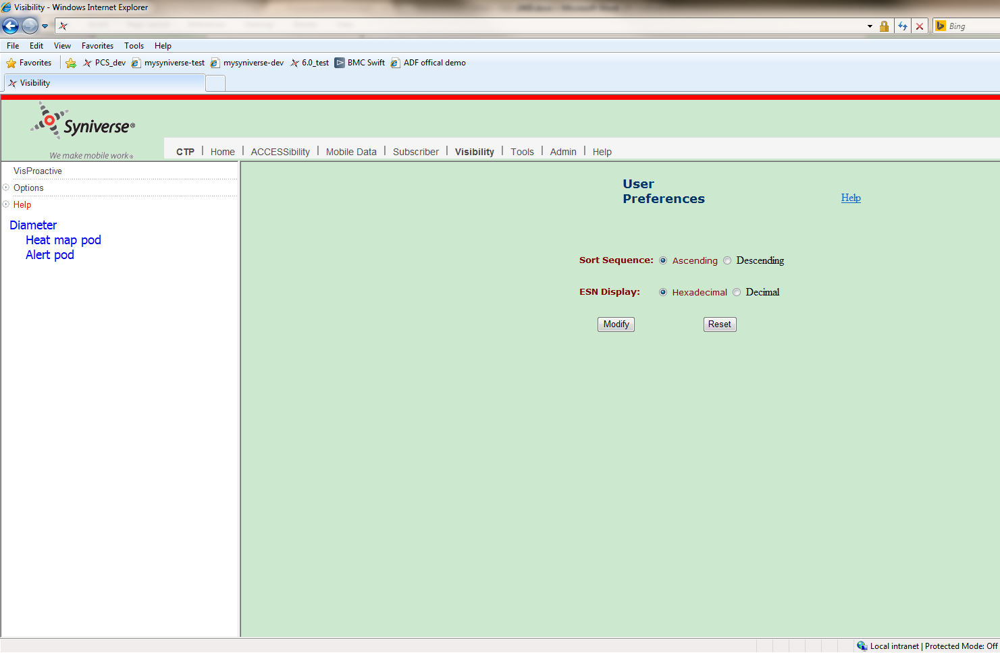 Visibility - Windows Internet Explorer
Bing
File Edit View Favorites Tools Help
Favorites PCS_dev mysyniverse-test mysyniverse-dev 6.0_test BMC Swift ADF offical demo
Visibility
Syniverse®
We make mobile work®
CTP | Home | ACCESSibility | Mobile Data | Subscriber | Visibility | Tools | Admin | Help
VisProactive
Options
Help
Diameter
Heat map pod
Alert pod
User
Preferences
Help
Sort Sequence: Ascending Descending
ESN Display: Hexadecimal Decimal
Modify Reset
Local intranet | Protected Mode: Off